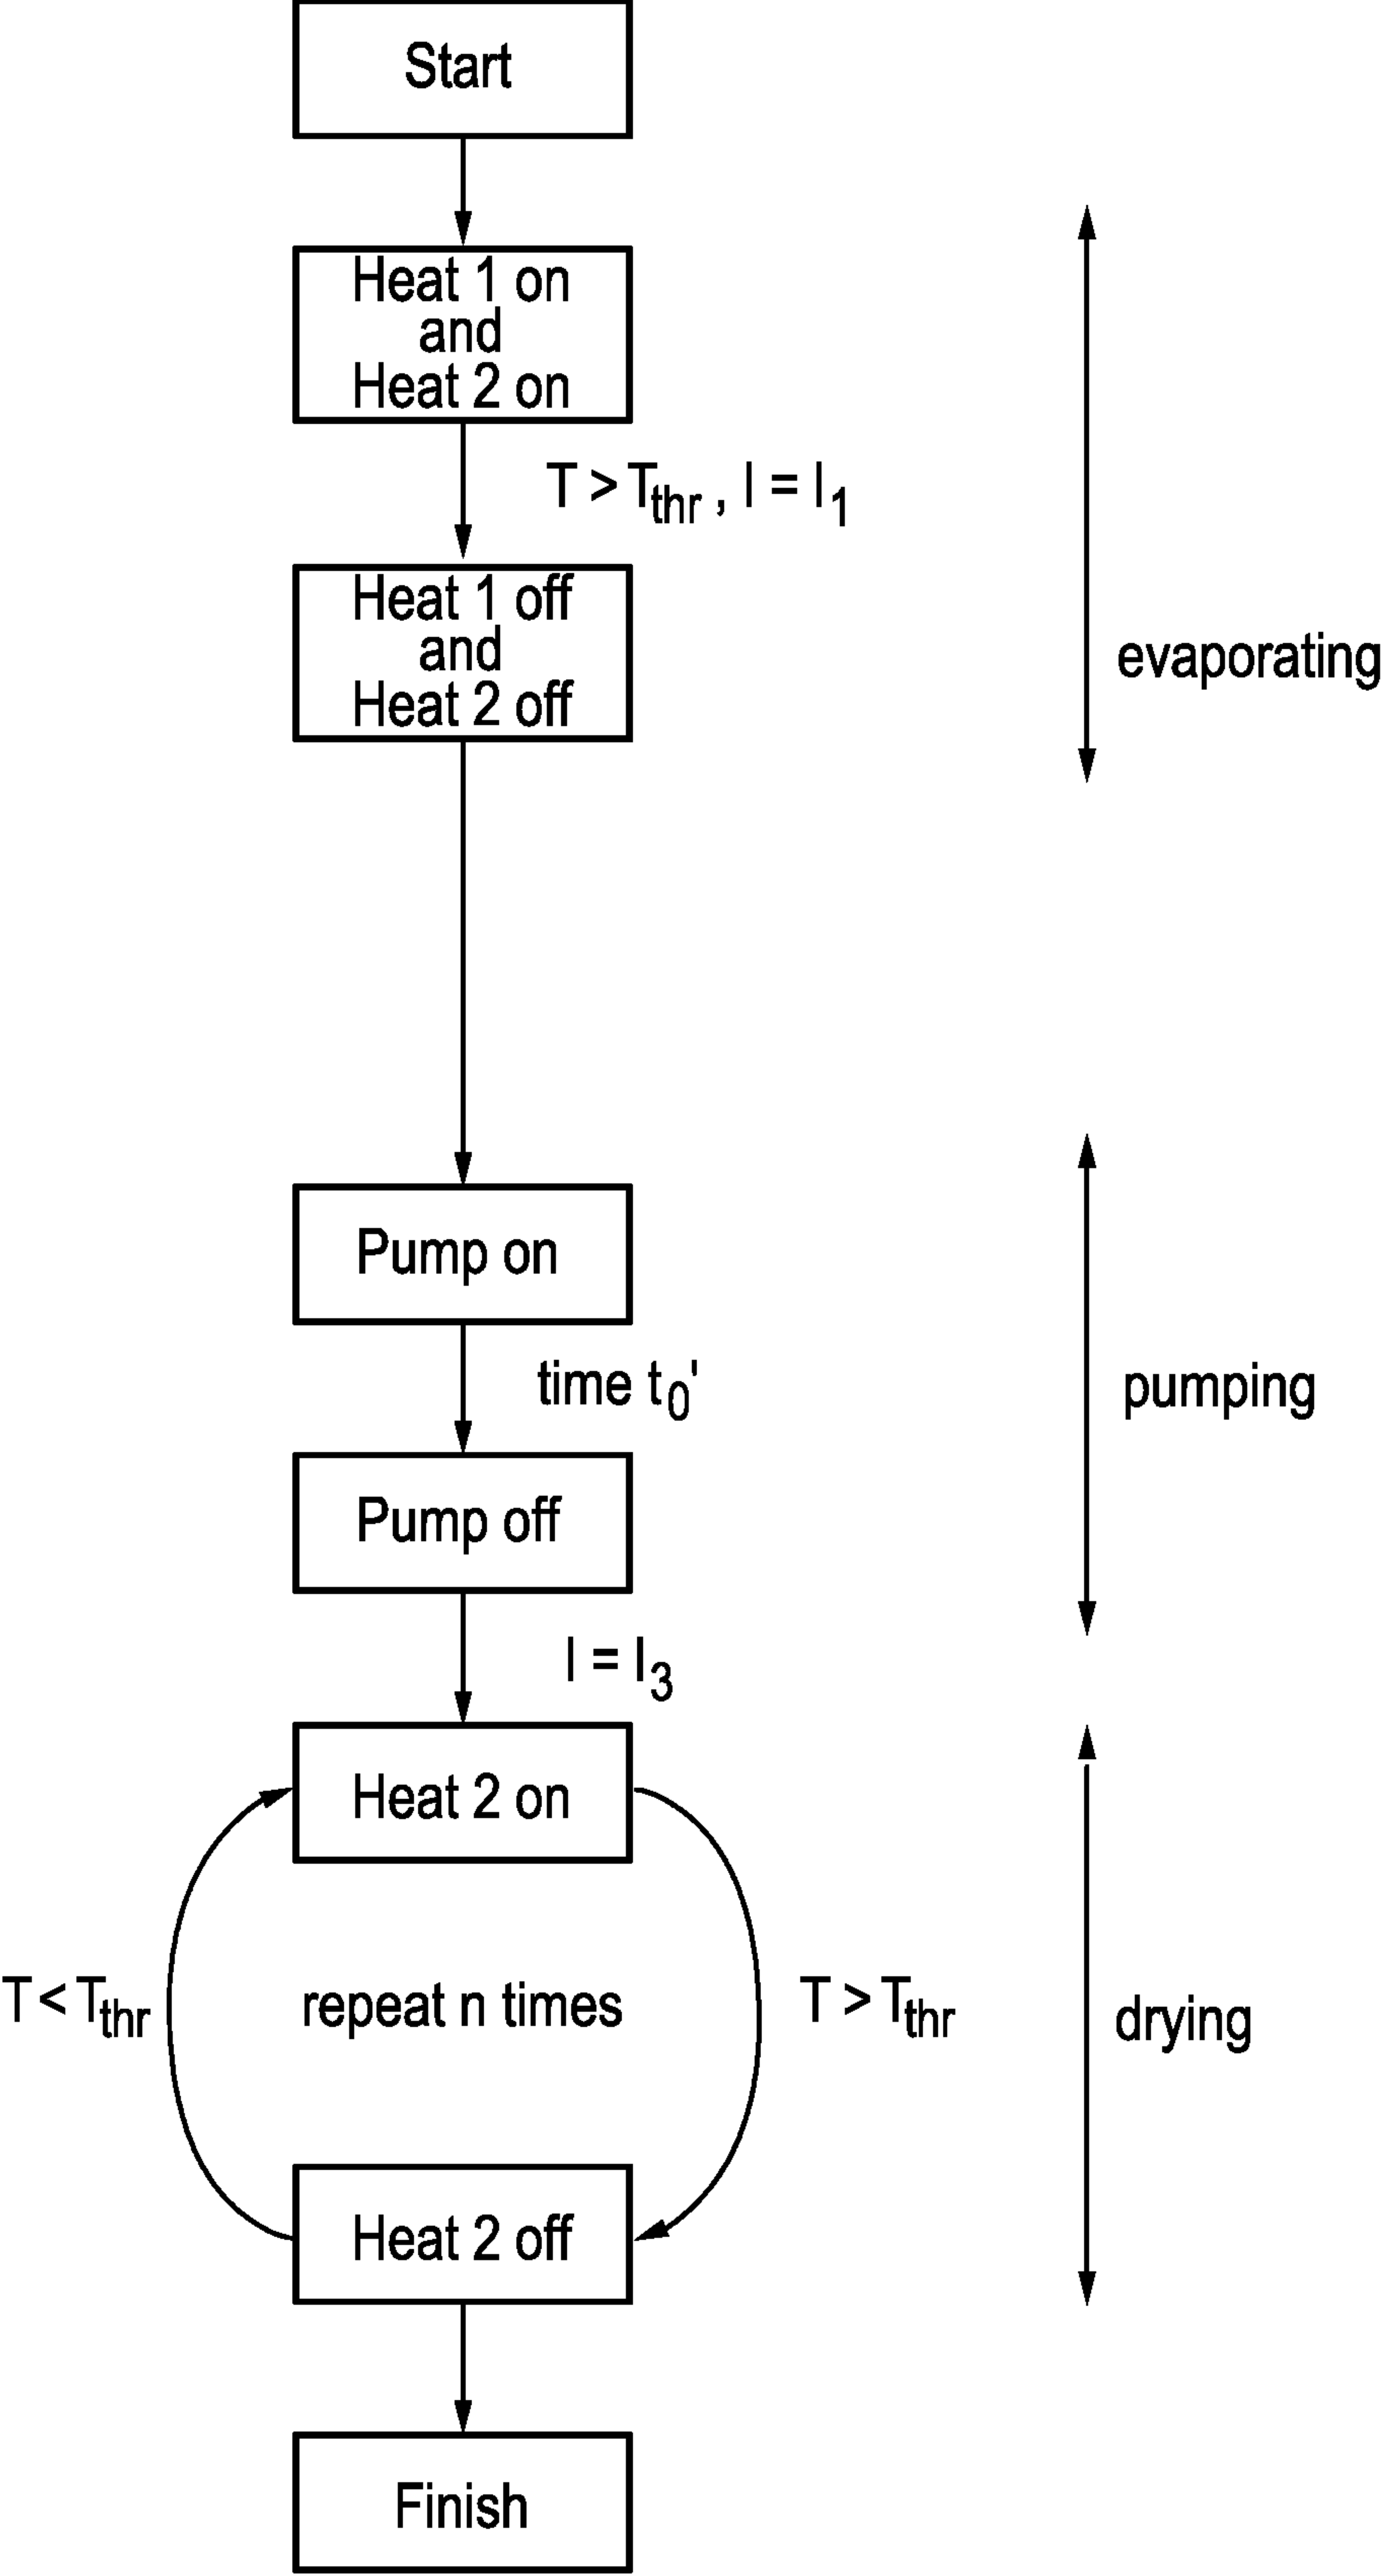 Start
Heat 1 on
and
Heat 2 on
T > Tthr , I = I1
Heat 1 off
and
Heat 2 off
evaporating
Pump on
time t0'
pumping
Pump off
I = I3
Heat 2 on
T < Tthr
repeat n times
T > Tthr
drying
Heat 2 off
Finish